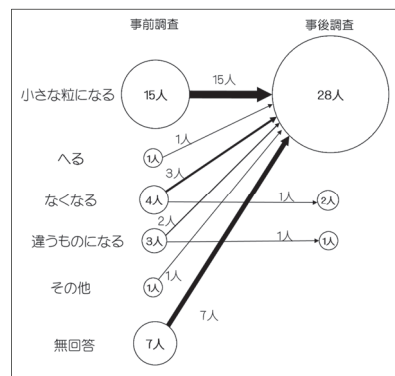 事前調査 事後調査
小さな粒になる 15人 15人 28人
へる 1人 1人
なくなる 4人 3人 1人 2人
違うものになる 3人 2人 1人 1人
その他 1人 1人
無回答 7人 7人